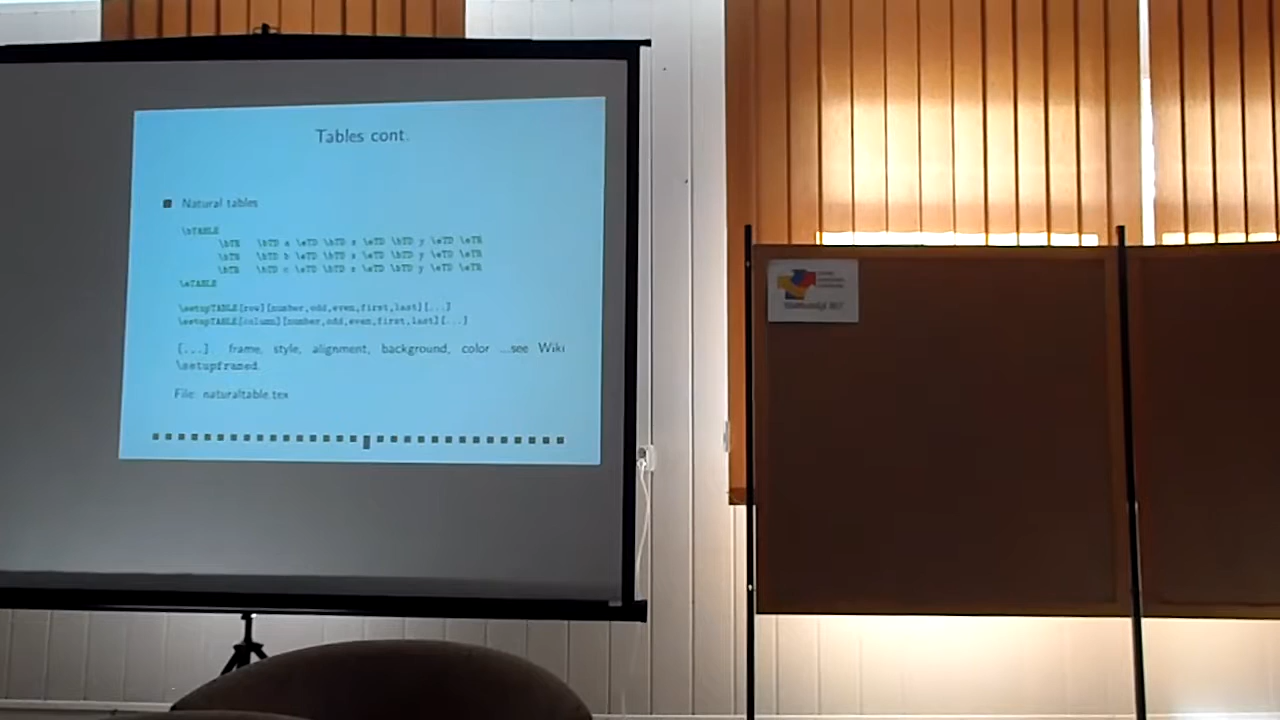 Tables cont.
Natural tables
\bTABLE
\bTR \bTD a \eTD \bTD x \eTD \bTD y \eTD \eTR
\bTR \bTD b \eTD \bTD x \eTD \bTD y \eTD \eTR
\bTR \bTD c \eTD \bTD x \eTD \bTD y \eTD \eTR
\eTABLE
\setupTABLE[row][number,odd,even,first,last][...]
\setupTABLE[column][number,odd,even,first,last][...]
[...] frame, style, alignment, background, color ...see Wiki
\setupframed.
File: naturaltable.tex